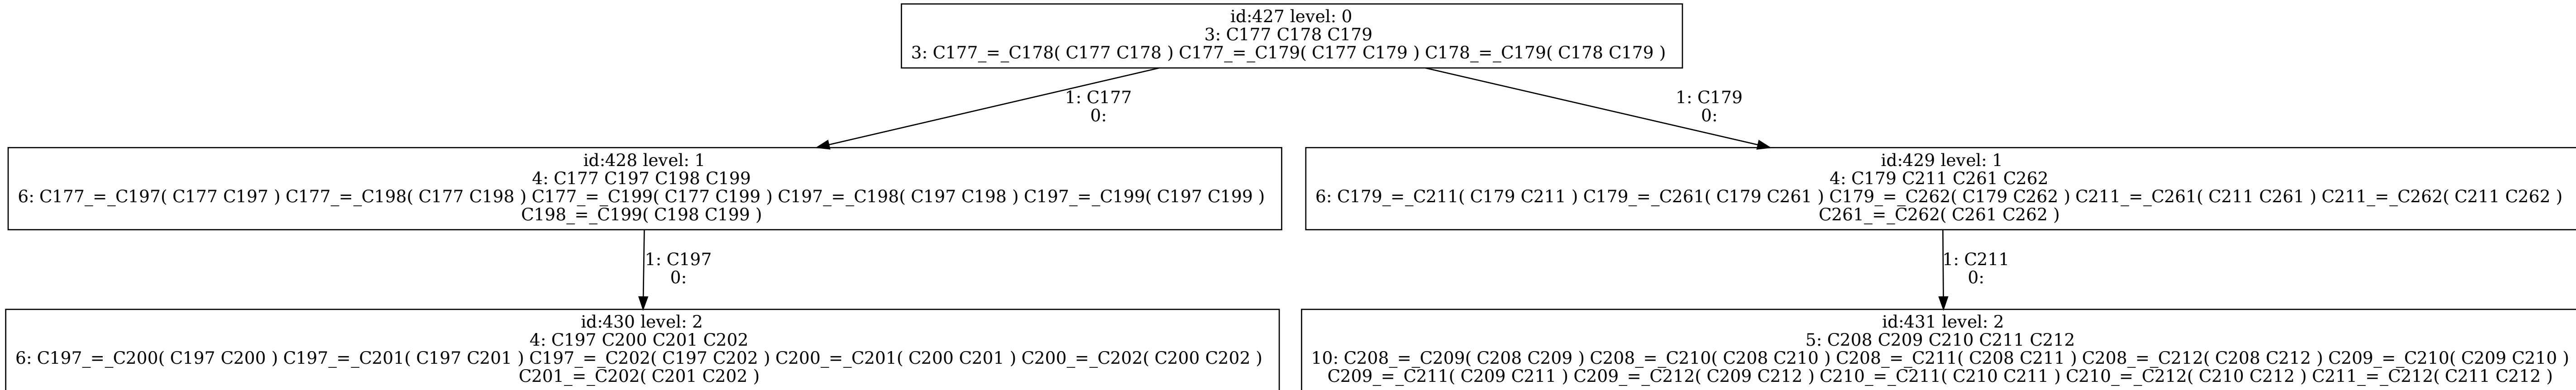 id:427 level: 0
3: C177 C178 C179
3: C177_=_C178( C177 C178 ) C177_=_C179( C177 C179 ) C178_=_C179( C178 C179 )
1: C177
0:
1: C179
0:
id:428 level: 1
4: C177 C197 C198 C199
6: C177_=_C197( C177 C197 ) C177_=_C198( C177 C198 ) C177_=_C199( C177 C199 ) C197_=_C198( C197 C198 ) C197_=_C199( C197 C199 )
C198_=_C199( C198 C199 )
id:429 level: 1
4: C179 C211 C261 C262
6: C179_=_C211( C179 C211 ) C179_=_C261( C179 C261 ) C179_=_C262( C179 C262 ) C211_=_C261( C211 C261 ) C211_=_C262( C211 C262 )
C261_=_C262( C261 C262 )
1: C197
0:
1: C211
0:
id:430 level: 2
4: C197 C200 C201 C202
6: C197_=_C200( C197 C200 ) C197_=_C201( C197 C201 ) C197_=_C202( C197 C202 ) C200_=_C201( C200 C201 ) C200_=_C202( C200 C202 )
C201_=_C202( C201 C202 )
id:431 level: 2
5: C208 C209 C210 C211 C212
10: C208_=_C209( C208 C209 ) C208_=_C210( C208 C210 ) C208_=_C211( C208 C211 ) C208_=_C212( C208 C212 ) C209_=_C210( C209 C210 )
C209_=_C211( C209 C211 ) C209_=_C212( C209 C212 ) C210_=_C211( C210 C211 ) C210_=_C212( C210 C212 ) C211_=_C212( C211 C212 )